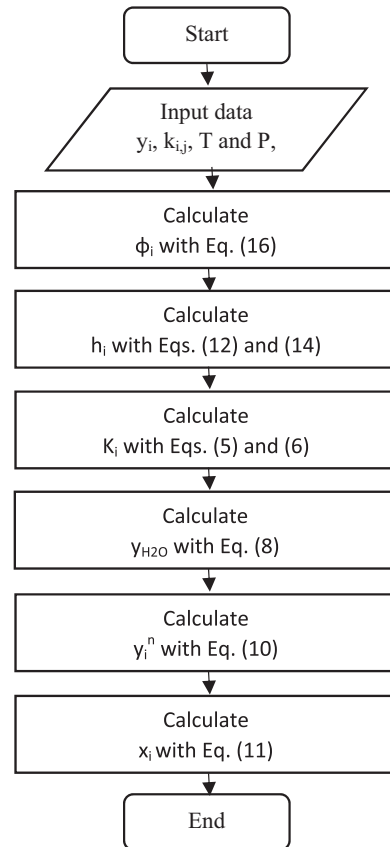 Start
Input data
yᵢ, kᵢ,ⱼ, T and P,
Calculate
ϕᵢ with Eq. (16)
Calculate
hᵢ with Eqs. (12) and (14)
Calculate
Kᵢ with Eqs. (5) and (6)
Calculate
y_H2O with Eq. (8)
Calculate
yᵢⁿ with Eq. (10)
Calculate
xᵢ with Eq. (11)
End